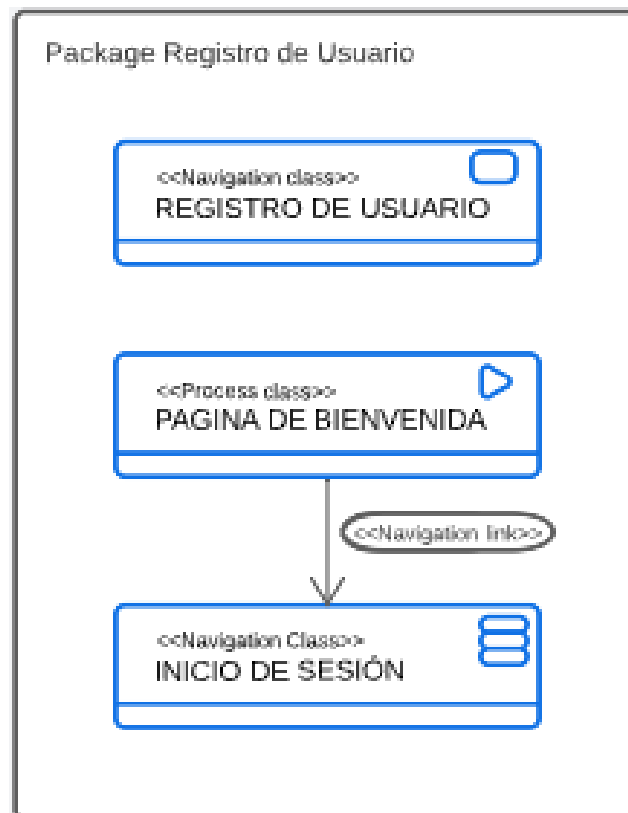 Package Registro de Usuario
<<Navigation class>>
REGISTRO DE USUARIO
<<Process class>>
PAGINA DE BIENVENIDA
<<Navigation link>>
<<Navigation Class>>
INICIO DE SESIÓN